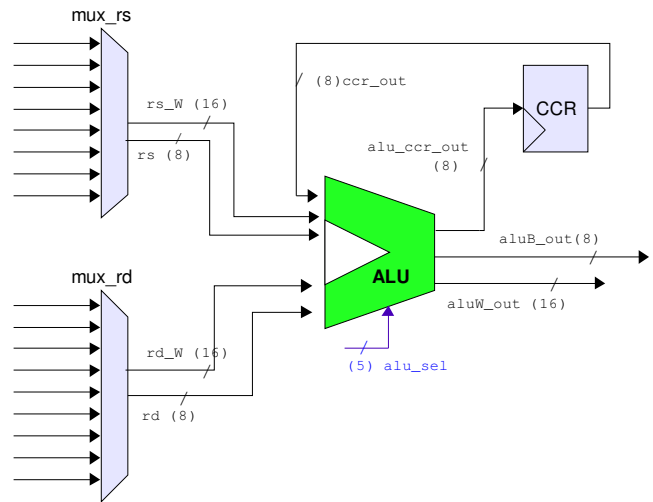 mux_rs
(8)ccr_out
rs_W (16)
CCR
alu_ccr_out
(8)
rs (8)
aluB_out(8)
ALU
mux_rd
aluW_out (16)
rd_W (16)
(5) alu_sel
rd (8)